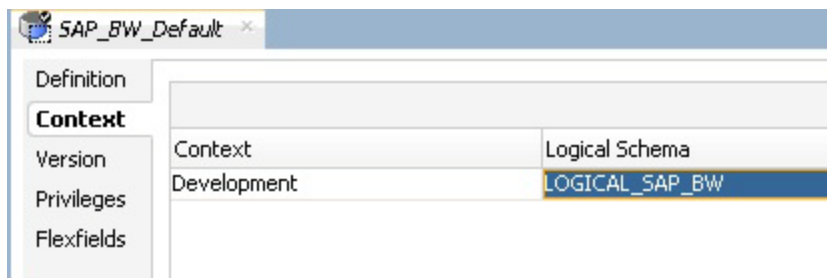 SAP_BW_Default
Definition
Context
Version
Privileges
Flexfields
Context Logical Schema
Development LOGICAL_SAP_BW